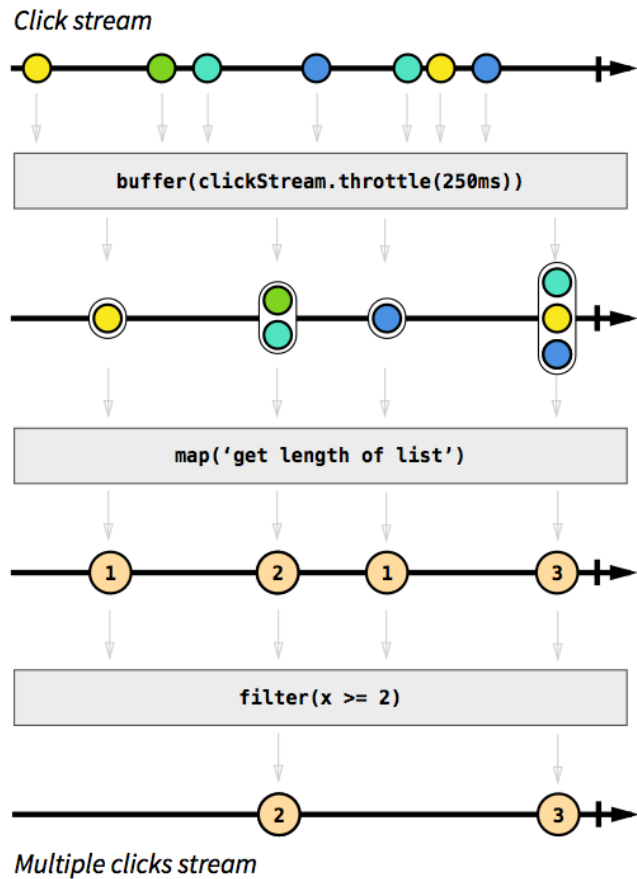 Click stream
buffer(clickStream.throttle(250ms))
map(‘get length of list’)
1 2 1 3
filter(x >= 2)
2 3
Multiple clicks stream